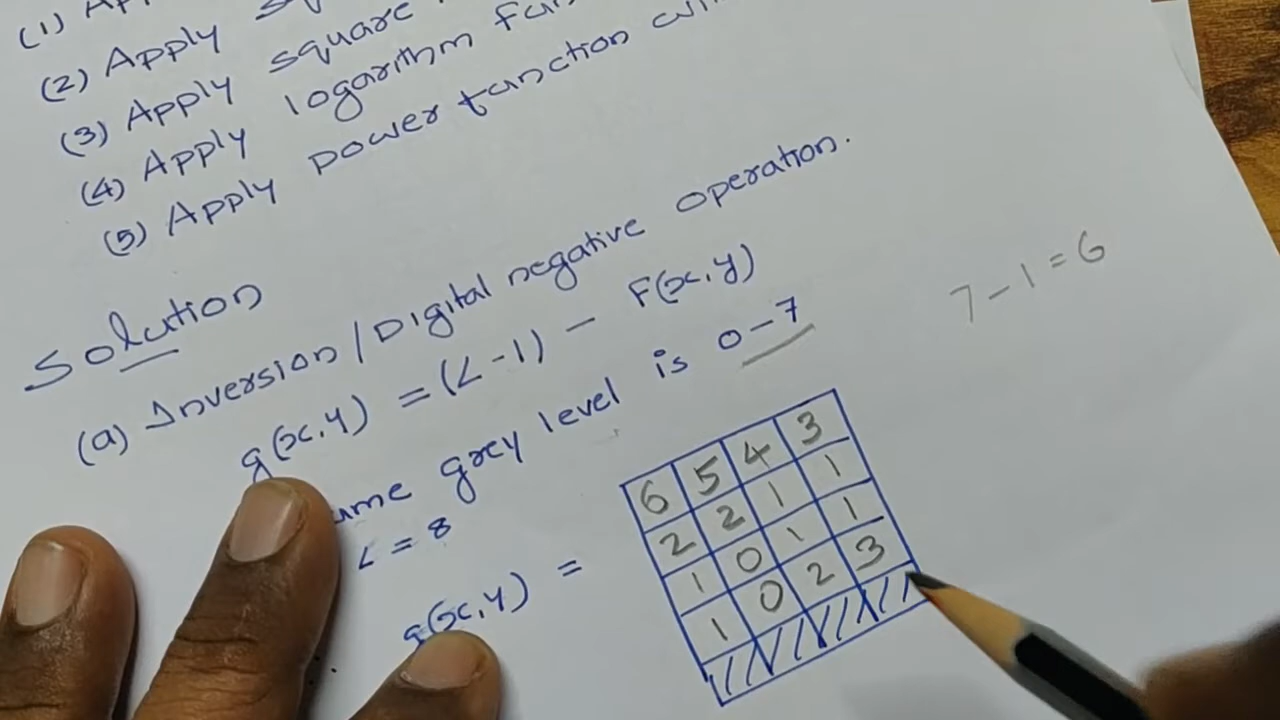 (1)
(2) Apply
(3) Apply square
(4) Apply logarithm
(5) Apply power function
Solution
(a) Inversion/Digital negative operation.
g(x,y) = (L-1) - F(x,y)
grey level is 0-7
7-1=6
L = 8
g(x,y) =
6 5 4 3
2 2 1 1
1 0 1 1
1 0 2 3